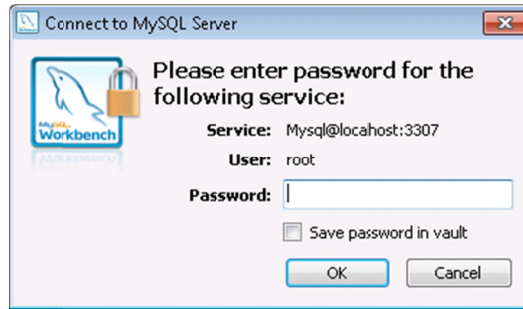 Connect to MySQL Server
Please enter password for the
following service:
Service: Mysql@locahost:3307
User: root
Password:
Save password in vault
OK Cancel
MySQL
Workbench